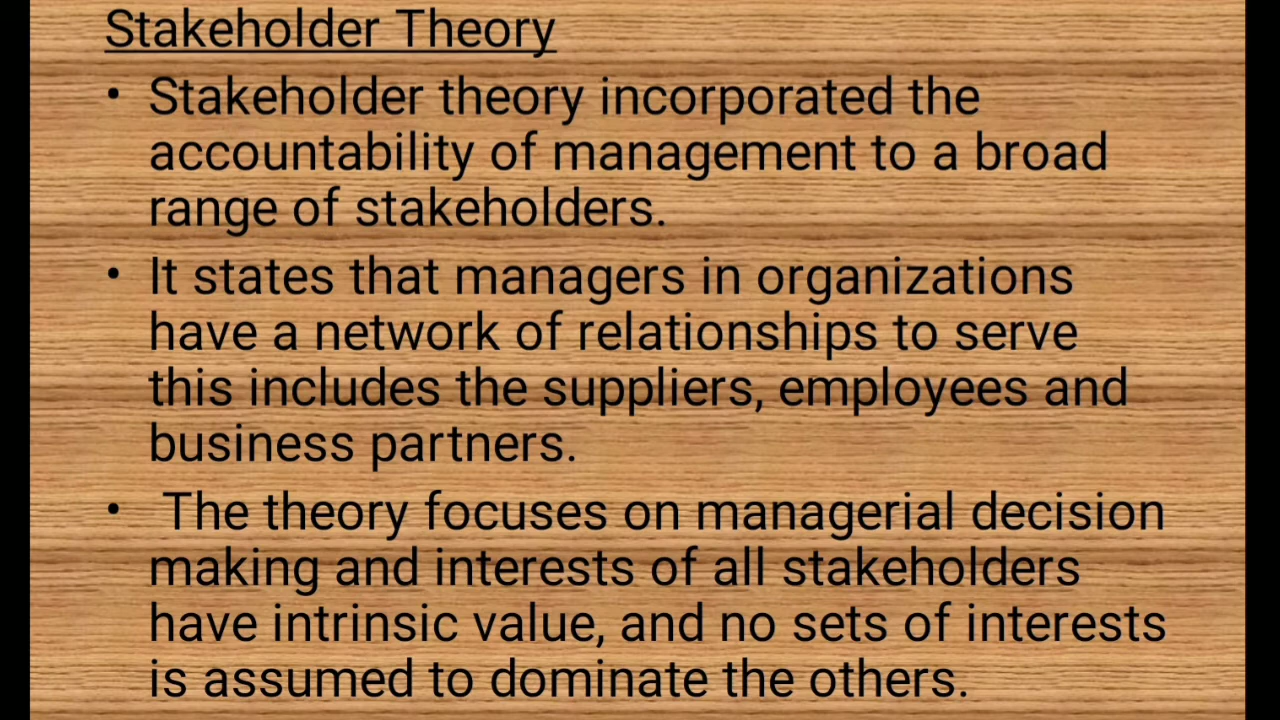 Stakeholder Theory
• Stakeholder theory incorporated the
accountability of management to a broad
range of stakeholders.
• It states that managers in organizations
have a network of relationships to serve
this includes the suppliers, employees and
business partners.
• The theory focuses on managerial decision
making and interests of all stakeholders
have intrinsic value, and no sets of interests
is assumed to dominate the others.